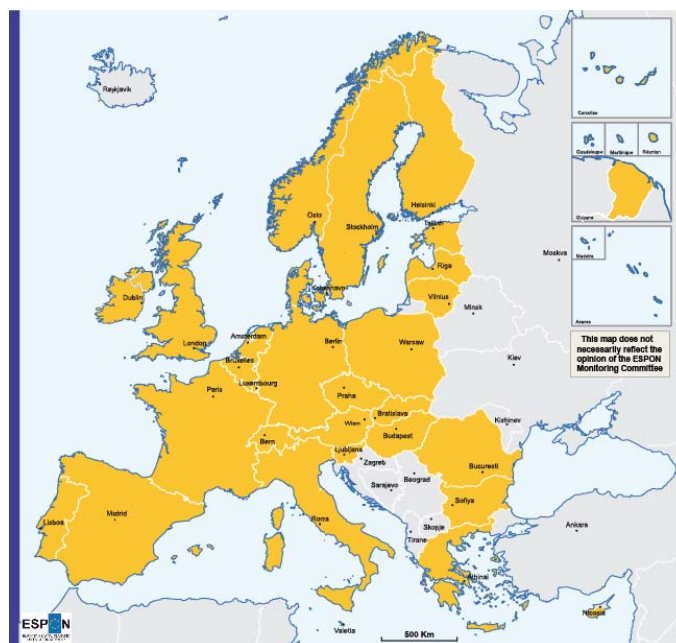 Reykjavik
Canarias
Guadeloupe
Martinique
Réunion
Guyane
Madeira
Azores
This map does not
necessarily reflect the
opinion of the ESPON
Monitoring Committee
Oslo
Stockholm
Helsinki
Tallinn
Riga
Moskva
Vilnius
Minsk
København
Dublin
London
Amsterdam
Bruxelles
Berlin
Warsaw
Kiev
Luxembourg
Paris
Praha
Kishinev
Wien
Bratislava
Budapest
Bern
Ljubljana
Zagreb
Bucuresti
Beograd
Sarajevo
Sofiya
Skopje
Tirane
Roma
Madrid
Lisboa
Ankara
Athinai
Nicosia
Valetta
ESPON
500 Km